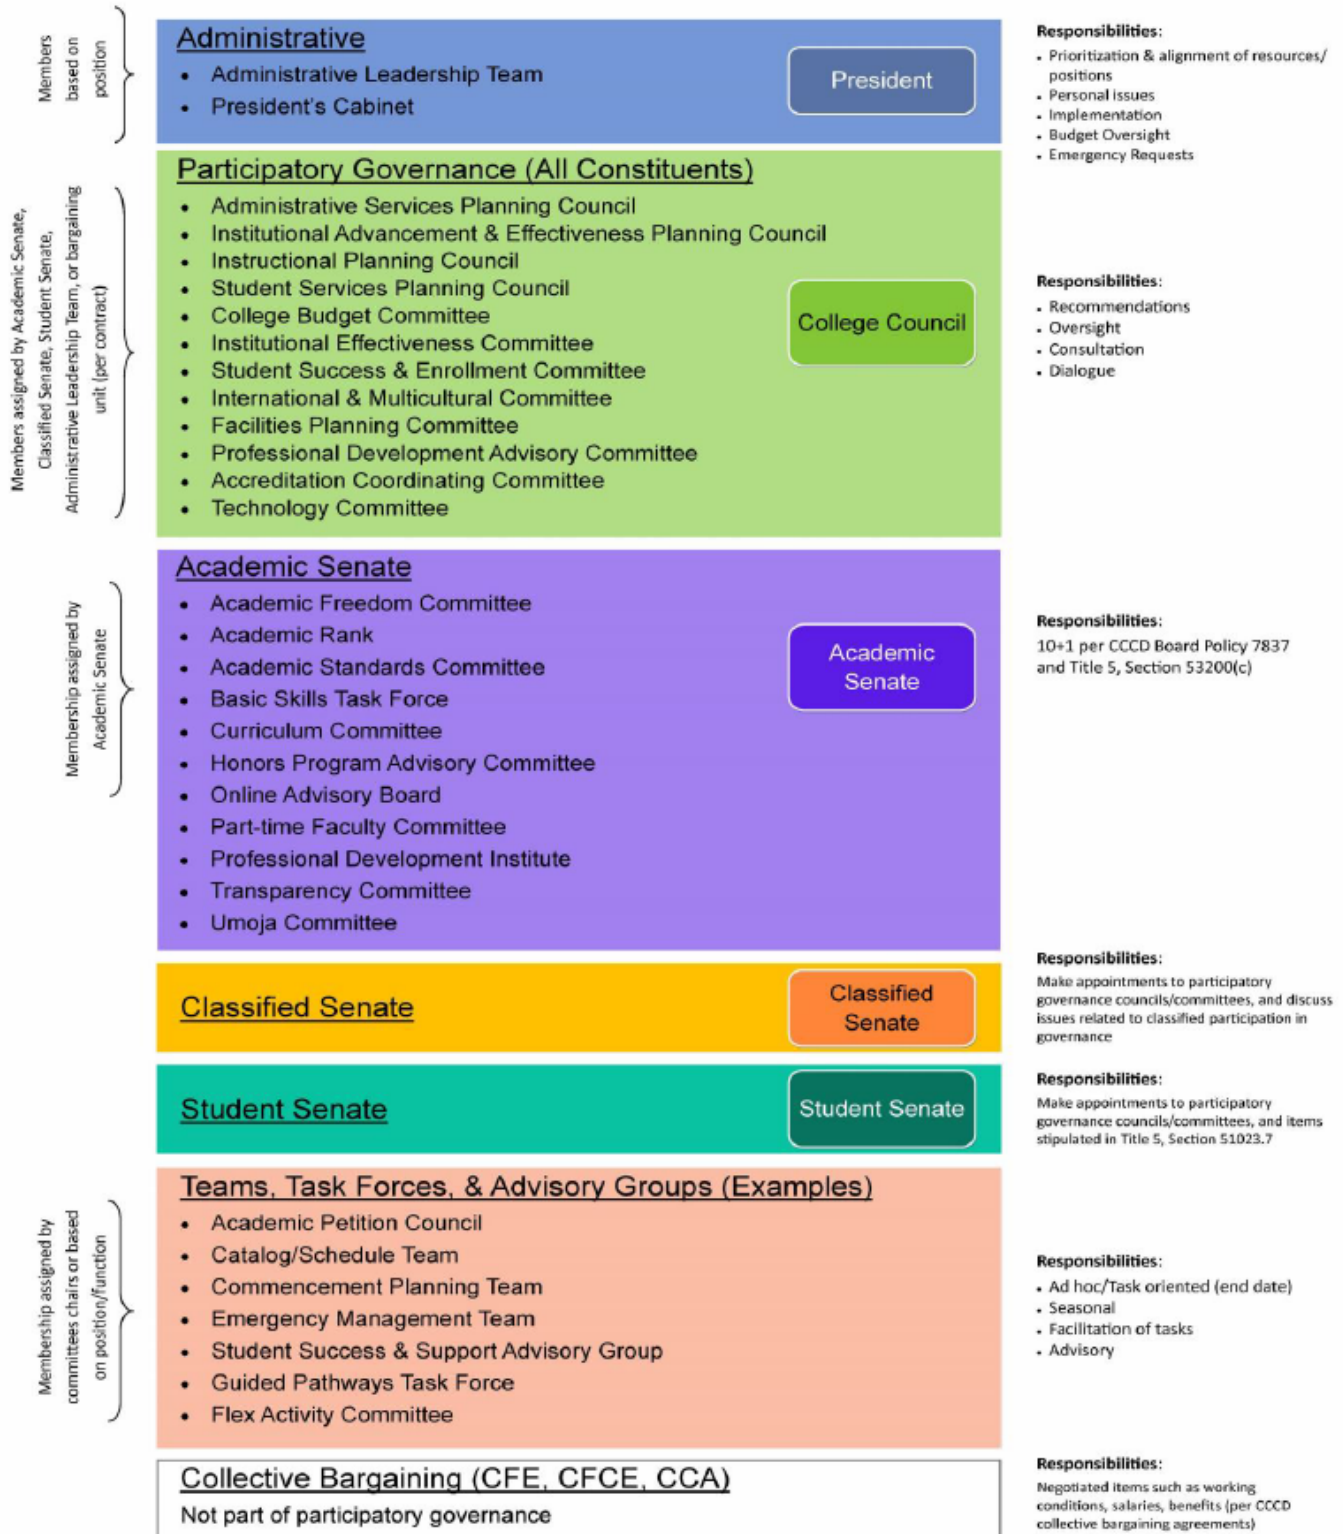 Members
based on
position
Administrative
• Administrative Leadership Team
• President's Cabinet
President
Responsibilities:
• Prioritization & alignment of resources/
positions
• Personal issues
• Implementation
• Budget Oversight
• Emergency Requests
Members assigned by Academic Senate,
Classified Senate, Student Senate,
Administrative Leadership Team, or bargaining
unit (per contract)
Participatory Governance (All Constituents)
• Administrative Services Planning Council
• Institutional Advancement & Effectiveness Planning Council
• Instructional Planning Council
• Student Services Planning Council
• College Budget Committee
• Institutional Effectiveness Committee
• Student Success & Enrollment Committee
• International & Multicultural Committee
• Facilities Planning Committee
• Professional Development Advisory Committee
• Accreditation Coordinating Committee
• Technology Committee
College Council
Responsibilities:
• Recommendations
• Oversight
• Consultation
• Dialogue
Membership assigned by
Academic Senate
Academic Senate
• Academic Freedom Committee
• Academic Rank
• Academic Standards Committee
• Basic Skills Task Force
• Curriculum Committee
• Honors Program Advisory Committee
• Online Advisory Board
• Part-time Faculty Committee
• Professional Development Institute
• Transparency Committee
• Umoja Committee
Academic
Senate
Responsibilities:
10+1 per CCCD Board Policy 7837
and Title 5, Section 53200(c)
Classified Senate
Classified
Senate
Responsibilities:
Make appointments to participatory
governance councils/committees, and discuss
issues related to classified participation in
governance
Student Senate
Student Senate
Responsibilities:
Make appointments to participatory
governance councils/committees, and items
stipulated in Title 5, Section 51023.7
Membership assigned by
committees chairs or based
on position/function
Teams, Task Forces, & Advisory Groups (Examples)
• Academic Petition Council
• Catalog/Schedule Team
• Commencement Planning Team
• Emergency Management Team
• Student Success & Support Advisory Group
• Guided Pathways Task Force
• Flex Activity Committee
Responsibilities:
• Ad hoc/Task oriented (end date)
• Seasonal
• Facilitation of tasks
• Advisory
Collective Bargaining (CFE, CFCE, CCA)
Not part of participatory governance
Responsibilities:
Negotiated items such as working
conditions, salaries, benefits (per CCCD
collective bargaining agreements)